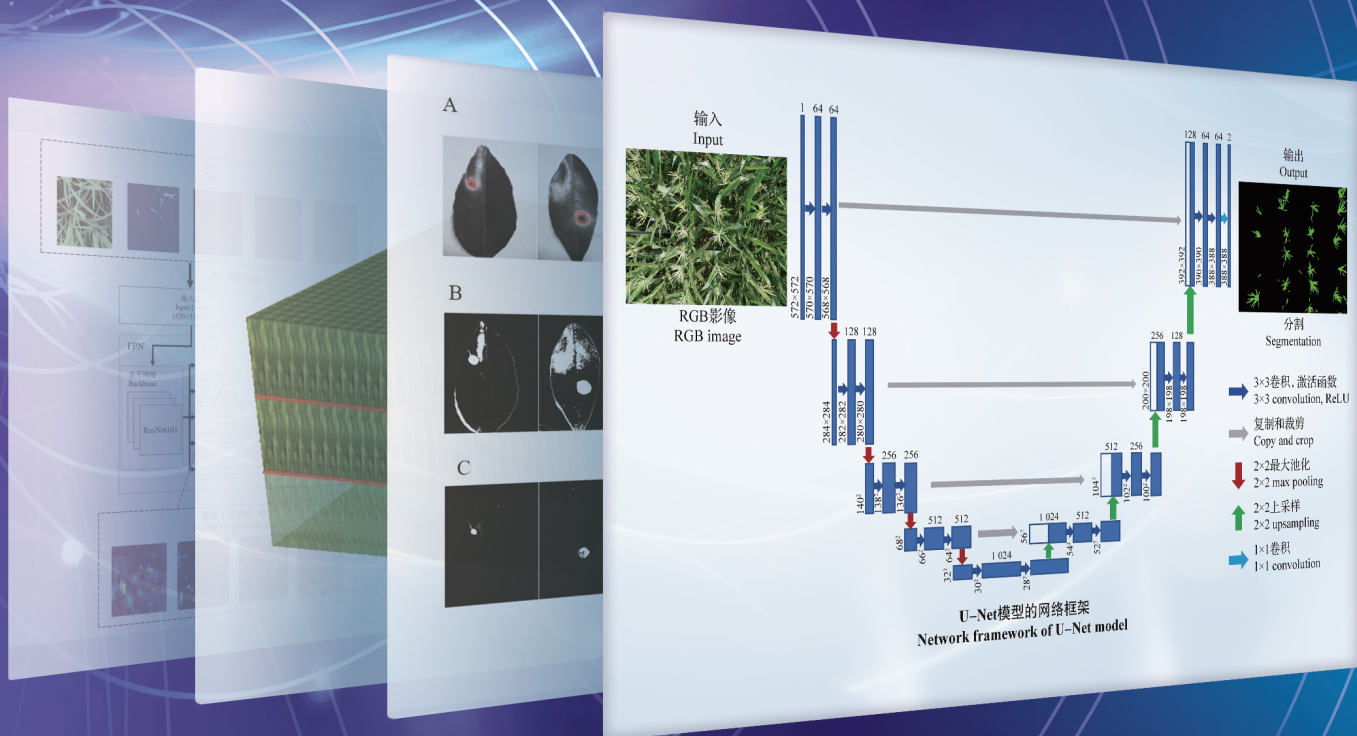 输入
Input
RGB影像
RGB image
1
64
64
572×572
570×570
568×568
128
128
284×284
282×282
280×280
256
256
140²
138²
136²
512
512
68²
66²
64²
1 024
32²
30²
28²
1 024
512
56²
54²
52²
512
256
104²
102²
100²
256
128
200×200
198×198
198×198
128
64
64
2
392×392
390×390
388×388
388×388
输出
Output
分割
Segmentation
3×3卷积，激活函数
3×3 convolution, ReLU
复制和裁剪
Copy and crop
2×2最大池化
2×2 max pooling
2×2上采样
2×2 upsampling
1×1卷积
1×1 convolution
U–Net模型的网络框架
Network framework of U–Net model
A
B
C
FPN
主干网络
Backbone
ResNet101